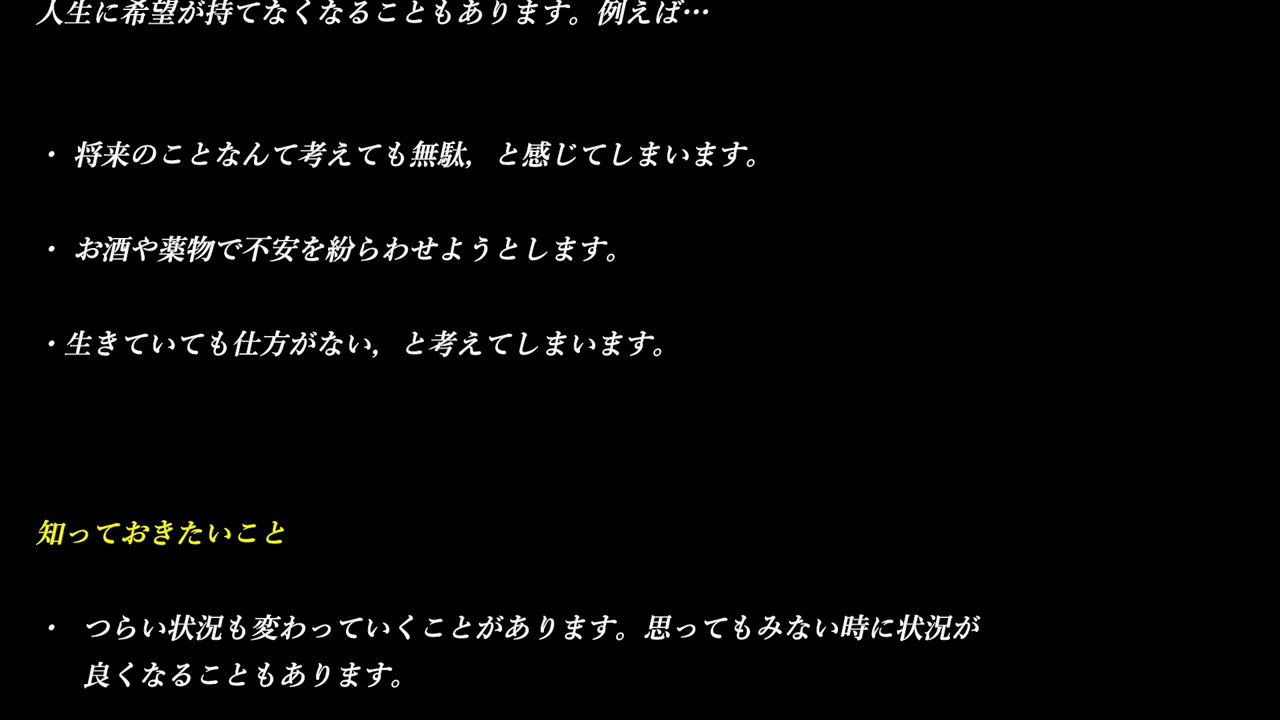 人生に希望が持てなくなることもあります。例えば…
・ 将来のことなんて考えても無駄，と感じてしまいます。
・ お酒や薬物で不安を紛らわせようとします。
・生きていても仕方がない，と考えてしまいます。
知っておきたいこと
・ つらい状況も変わっていくことがあります。思ってもみない時に状況が
良くなることもあります。